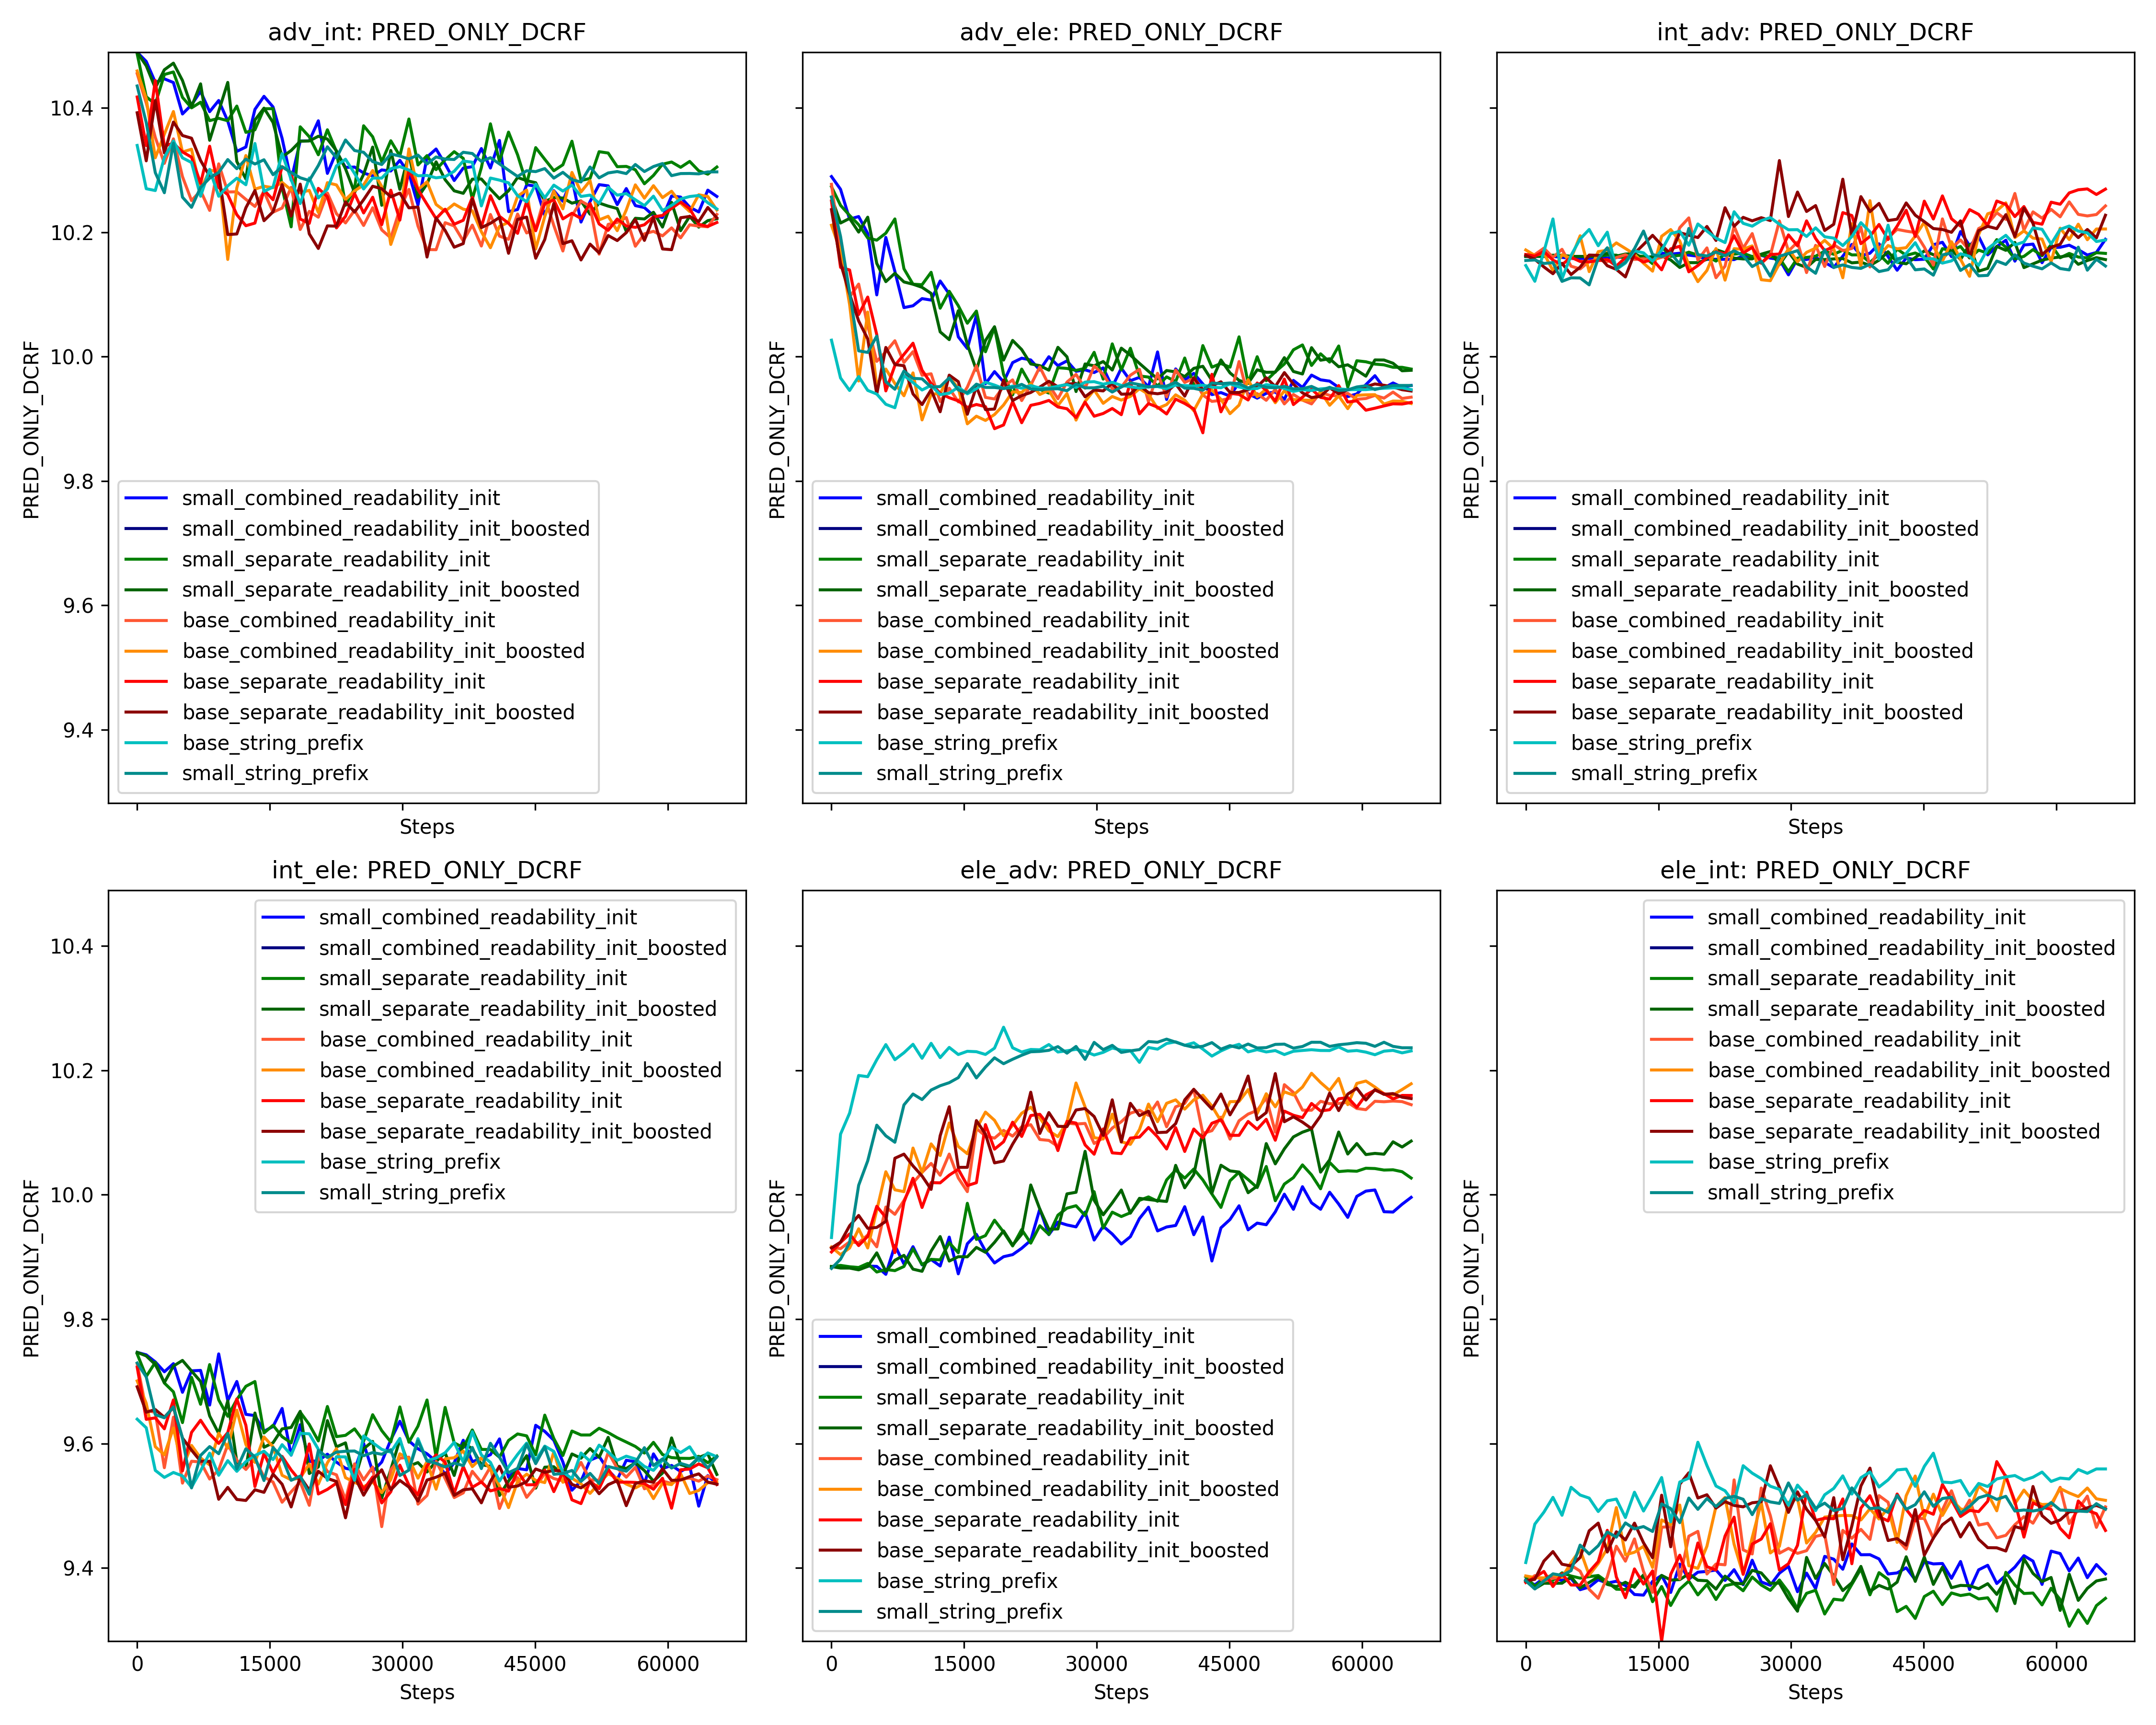 adv_int: PRED_ONLY_DCRF
adv_ele: PRED_ONLY_DCRF
int_adv: PRED_ONLY_DCRF
PRED_ONLY_DCRF
10.4
10.2
10.0
9.8
9.6
9.4
small_combined_readability_init
small_combined_readability_init_boosted
small_separate_readability_init
small_separate_readability_init_boosted
base_combined_readability_init
base_combined_readability_init_boosted
base_separate_readability_init
base_separate_readability_init_boosted
base_string_prefix
small_string_prefix
Steps
PRED_ONLY_DCRF
small_combined_readability_init
small_combined_readability_init_boosted
small_separate_readability_init
small_separate_readability_init_boosted
base_combined_readability_init
base_combined_readability_init_boosted
base_separate_readability_init
base_separate_readability_init_boosted
base_string_prefix
small_string_prefix
Steps
PRED_ONLY_DCRF
small_combined_readability_init
small_combined_readability_init_boosted
small_separate_readability_init
small_separate_readability_init_boosted
base_combined_readability_init
base_combined_readability_init_boosted
base_separate_readability_init
base_separate_readability_init_boosted
base_string_prefix
small_string_prefix
Steps
int_ele: PRED_ONLY_DCRF
ele_adv: PRED_ONLY_DCRF
ele_int: PRED_ONLY_DCRF
PRED_ONLY_DCRF
10.4
10.2
10.0
9.8
9.6
9.4
small_combined_readability_init
small_combined_readability_init_boosted
small_separate_readability_init
small_separate_readability_init_boosted
base_combined_readability_init
base_combined_readability_init_boosted
base_separate_readability_init
base_separate_readability_init_boosted
base_string_prefix
small_string_prefix
0 15000 30000 45000 60000
Steps
PRED_ONLY_DCRF
small_combined_readability_init
small_combined_readability_init_boosted
small_separate_readability_init
small_separate_readability_init_boosted
base_combined_readability_init
base_combined_readability_init_boosted
base_separate_readability_init
base_separate_readability_init_boosted
base_string_prefix
small_string_prefix
0 15000 30000 45000 60000
Steps
PRED_ONLY_DCRF
small_combined_readability_init
small_combined_readability_init_boosted
small_separate_readability_init
small_separate_readability_init_boosted
base_combined_readability_init
base_combined_readability_init_boosted
base_separate_readability_init
base_separate_readability_init_boosted
base_string_prefix
small_string_prefix
0 15000 30000 45000 60000
Steps